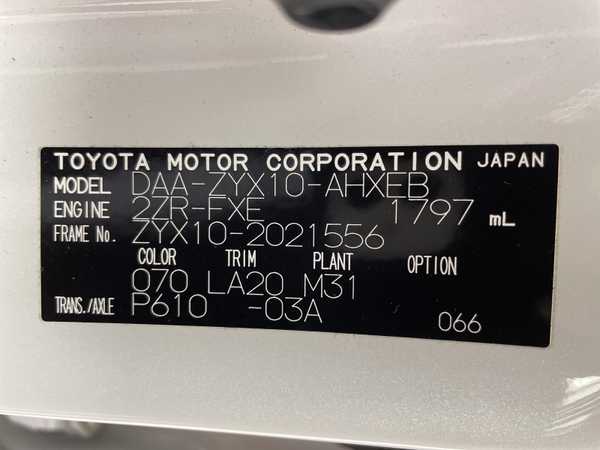 TOYOTA MOTOR CORPORATION JAPAN
MODEL DAA-ZYX10-AHXEB
ENGINE 2ZR-FXE 1797 mL
FRAME No. ZYX10-2021556
COLOR TRIM PLANT OPTION
070 LA20 M31
TRANS./AXLE P610 -03A 066